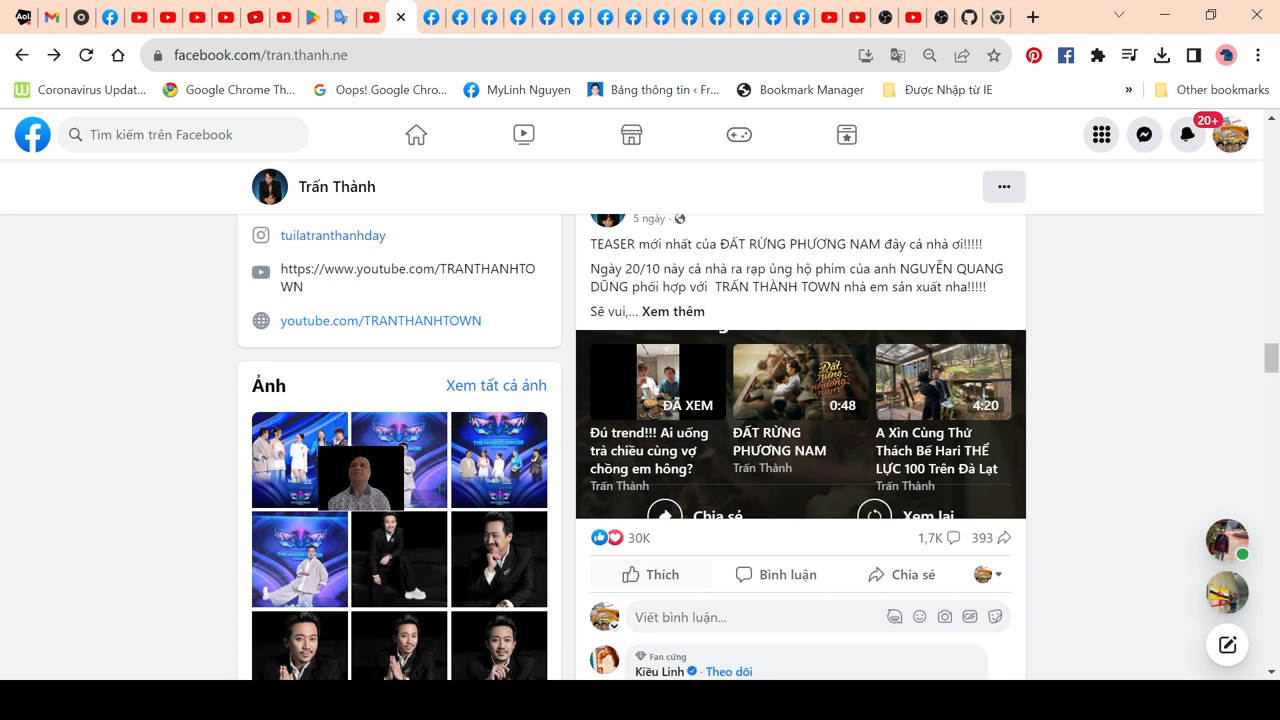 Aol.
facebook.com/tran.thanh.ne
Coronavirus Updat...
Google Chrome Th...
Oops! Google Chro...
MyLinh Nguyen
Bảng thông tin ‹ Fr...
Bookmark Manager
Được Nhập từ IE
»
Other bookmarks
Tìm kiếm trên Facebook
20+
Trấn Thành
tuilatranthanhday
https://www.youtube.com/TRANTHANHTO
WN
youtube.com/TRANTHANHTOWN
Ảnh
Xem tất cả ảnh
5 ngày ·
TEASER mới nhất của ĐẤT RỪNG PHƯƠNG NAM đây cả nhà ơi!!!!!
Ngày 20/10 này cả nhà ra rạp ủng hộ phim của anh NGUYỄN QUANG
DŨNG phối hợp với TRẤN THÀNH TOWN nhà em sản xuất nha!!!!!
Sẽ vui,... Xem thêm
ĐÃ XEM
Đất rừng
phương nam
0:48
4:20
Đú trend!!! Ai uống
trà chiều cùng vợ
chồng em hông?
Trấn Thành
ĐẤT RỪNG
PHƯƠNG NAM
Trấn Thành
A Xìn Cùng Thử
Thách Bế Hari THỂ
LỰC 100 Trên Đà Lạt
Trấn Thành
Chia sẻ
Xem lại
30K
1,7K
393
Thích
Bình luận
Chia sẻ
Viết bình luận...
GIF
Fan cứng
Kiều Linh · Theo dõi